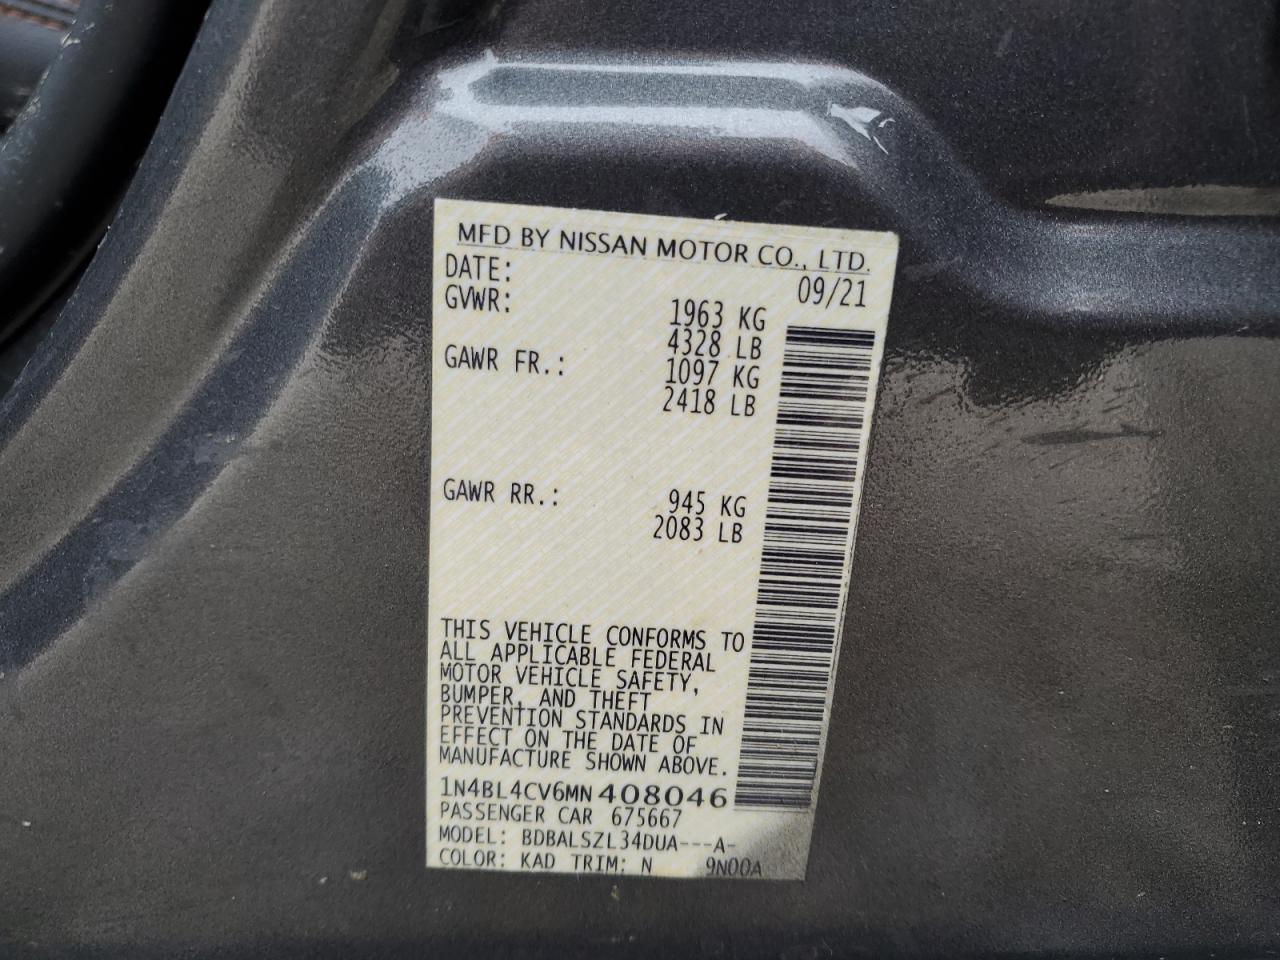 MFD BY NISSAN MOTOR CO., LTD.
DATE: 09/21
GVWR: 1963 KG
4328 LB
GAWR FR.: 1097 KG
2418 LB
GAWR RR.: 945 KG
2083 LB
THIS VEHICLE CONFORMS TO
ALL APPLICABLE FEDERAL
MOTOR VEHICLE SAFETY,
BUMPER, AND THEFT
PREVENTION STANDARDS IN
EFFECT ON THE DATE OF
MANUFACTURE SHOWN ABOVE.
1N4BL4CV6MN408046
PASSENGER CAR 675667
MODEL: BDBALSZL34DUA---A-
COLOR: KAD TRIM: N 9N00A